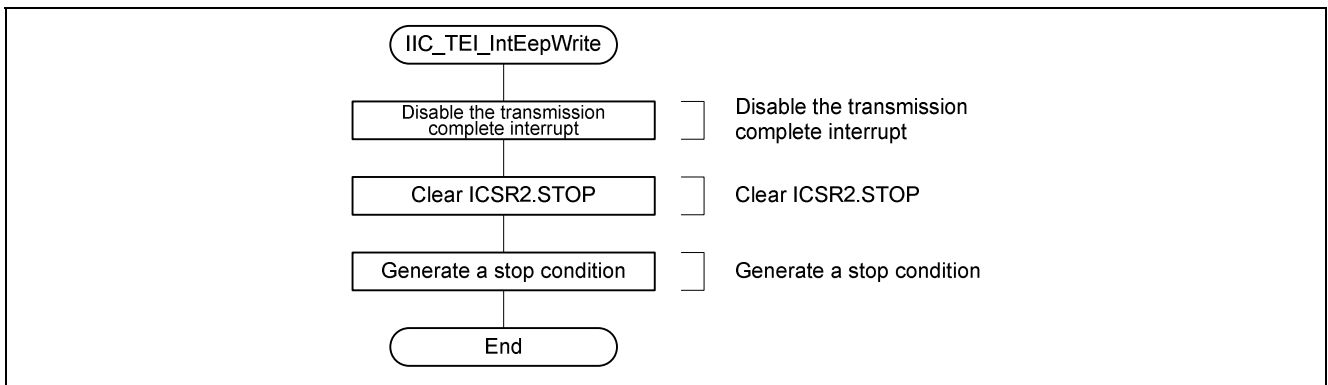 IIC_TEI_IntEepWrite
Disable the transmission
complete interrupt
Disable the transmission
complete interrupt
Clear ICSR2.STOP
Clear ICSR2.STOP
Generate a stop condition
Generate a stop condition
End